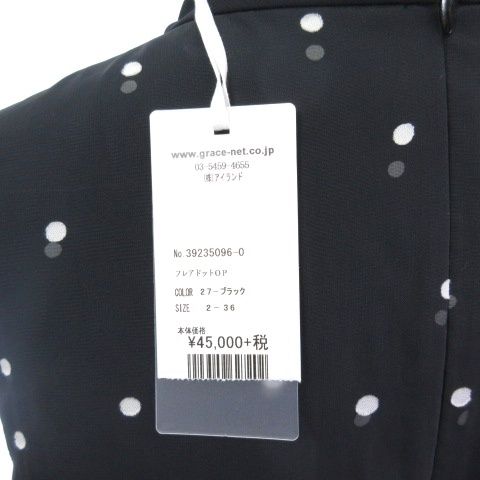 www.grace-net.co.jp
03-5459-4655
(株)アイランド
No.39235096-0
フレアドットOP
COLOR 27-ブラック
SIZE 2-36
本体価格
¥45,000+税